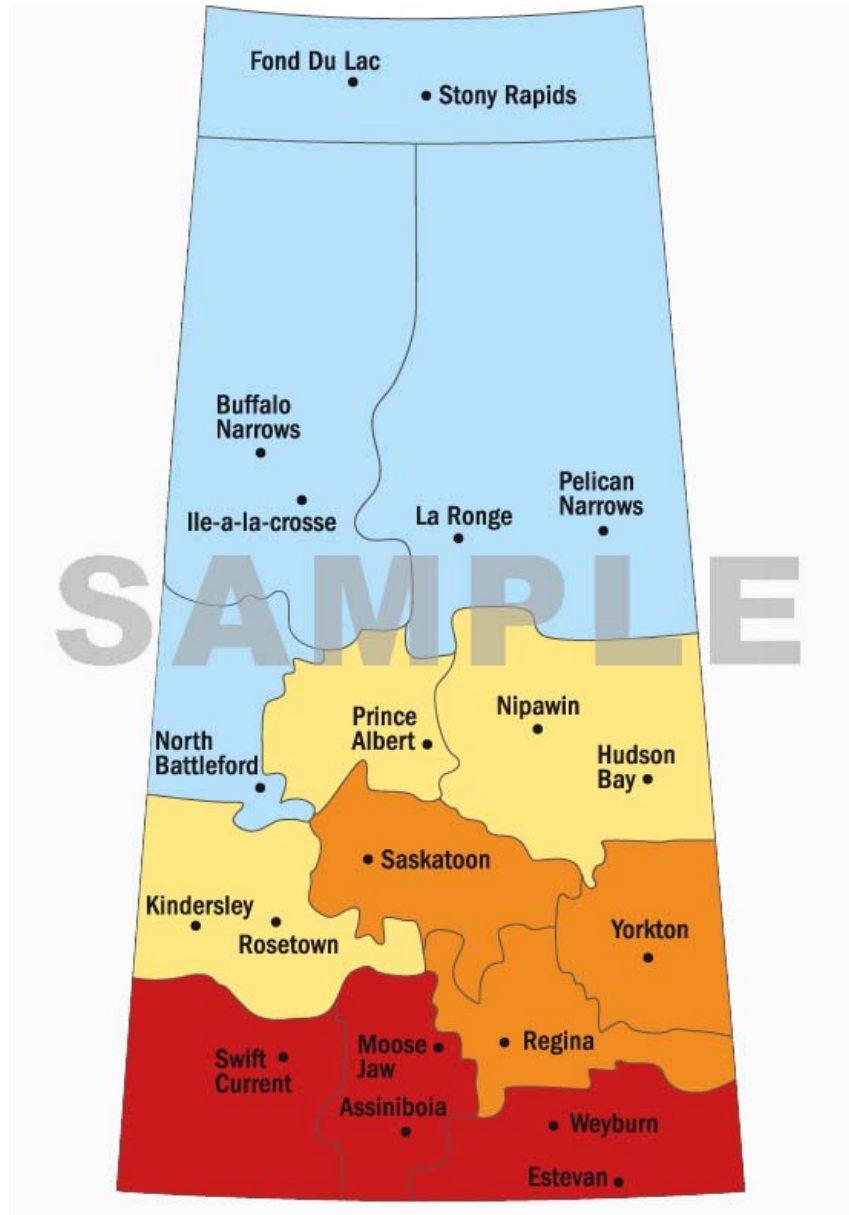 Fond Du Lac
Stony Rapids
Buffalo
Narrows
Ile-a-la-crosse
La Ronge
Pelican
Narrows
SAMPLE
Prince
Albert
Nipawin
North
Battleford
Hudson
Bay
Saskatoon
Kindersley
Rosetown
Yorkton
Swift
Current
Moose
Jaw
Regina
Assiniboia
Weyburn
Estevan